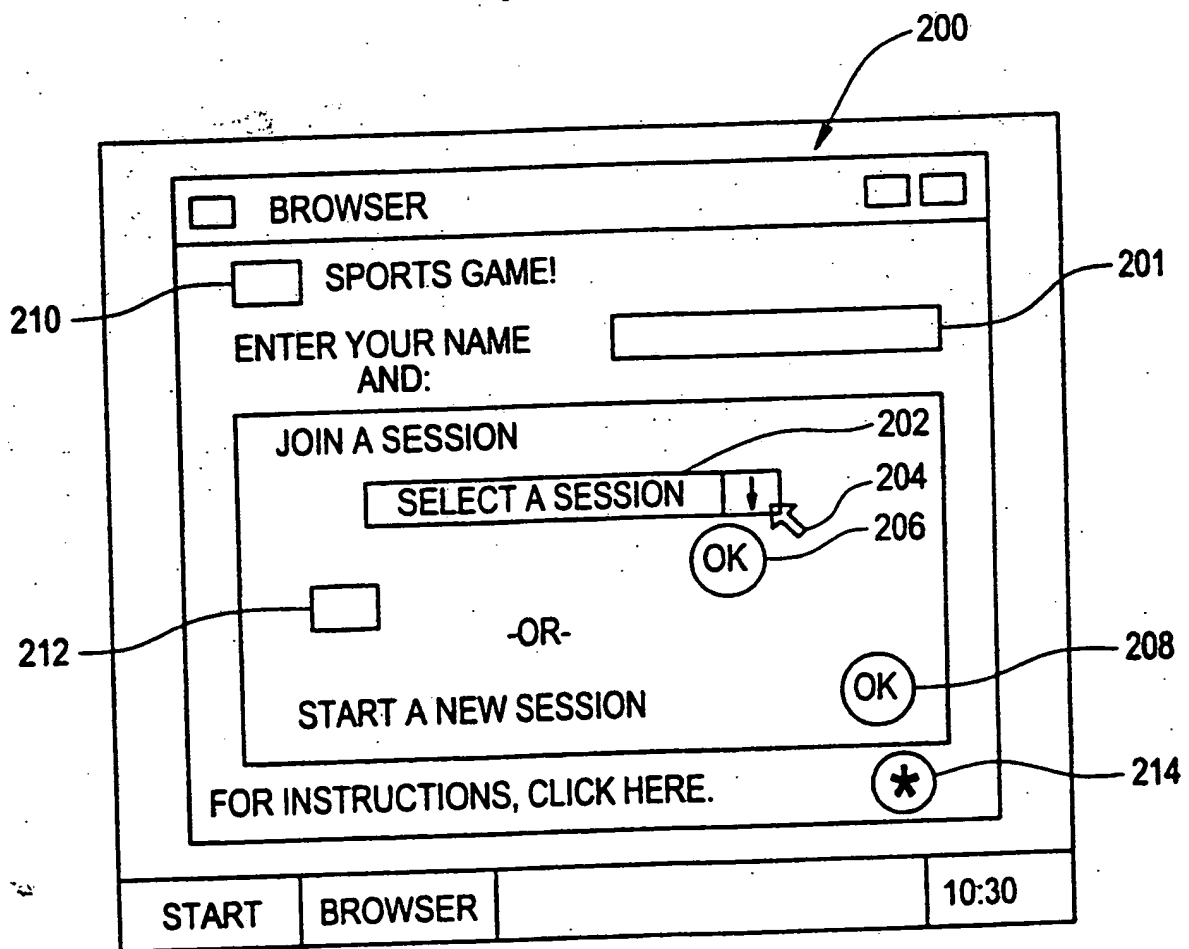 200
BROWSER
SPORTS GAME!
201
210
ENTER YOUR NAME
AND:
JOIN A SESSION
202
SELECT A SESSION
204
206
OK
212
-OR-
208
OK
START A NEW SESSION
214
FOR INSTRUCTIONS, CLICK HERE.
*
START BROWSER 10:30